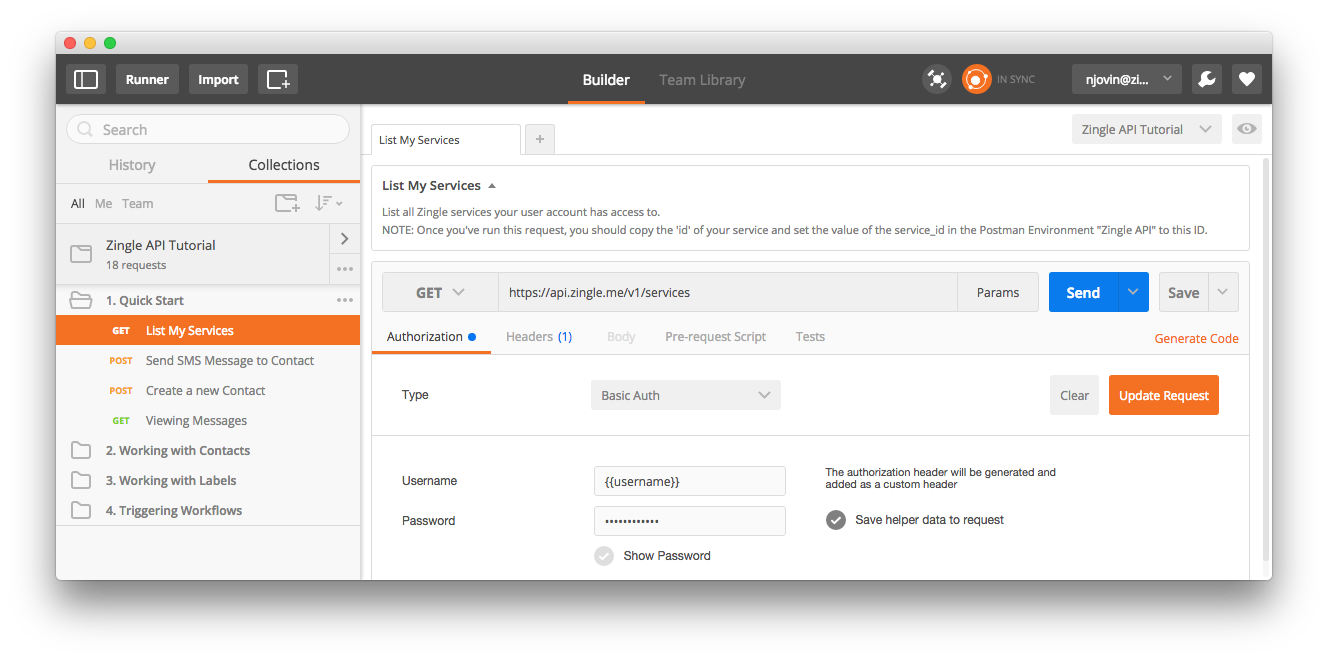 Runner
Import
Builder
Team Library
IN SYNC
njovin@zi...
Search
History
Collections
All Me Team
Zingle API Tutorial
18 requests
1. Quick Start
GET List My Services
POST Send SMS Message to Contact
POST Create a new Contact
GET Viewing Messages
2. Working with Contacts
3. Working with Labels
4. Triggering Workflows
List My Services
+
Zingle API Tutorial
List My Services
List all Zingle services your user account has access to.
NOTE: Once you've run this request, you should copy the 'id' of your service and set the value of the service_id in the Postman Environment "Zingle API" to this ID.
GET
https://api.zingle.me/v1/services
Params
Send
Save
Authorization
Headers (1)
Body
Pre-request Script
Tests
Generate Code
Type
Basic Auth
Clear
Update Request
Username
{{username}}
The authorization header will be generated and
added as a custom header
Password
••••••••••••
Save helper data to request
Show Password